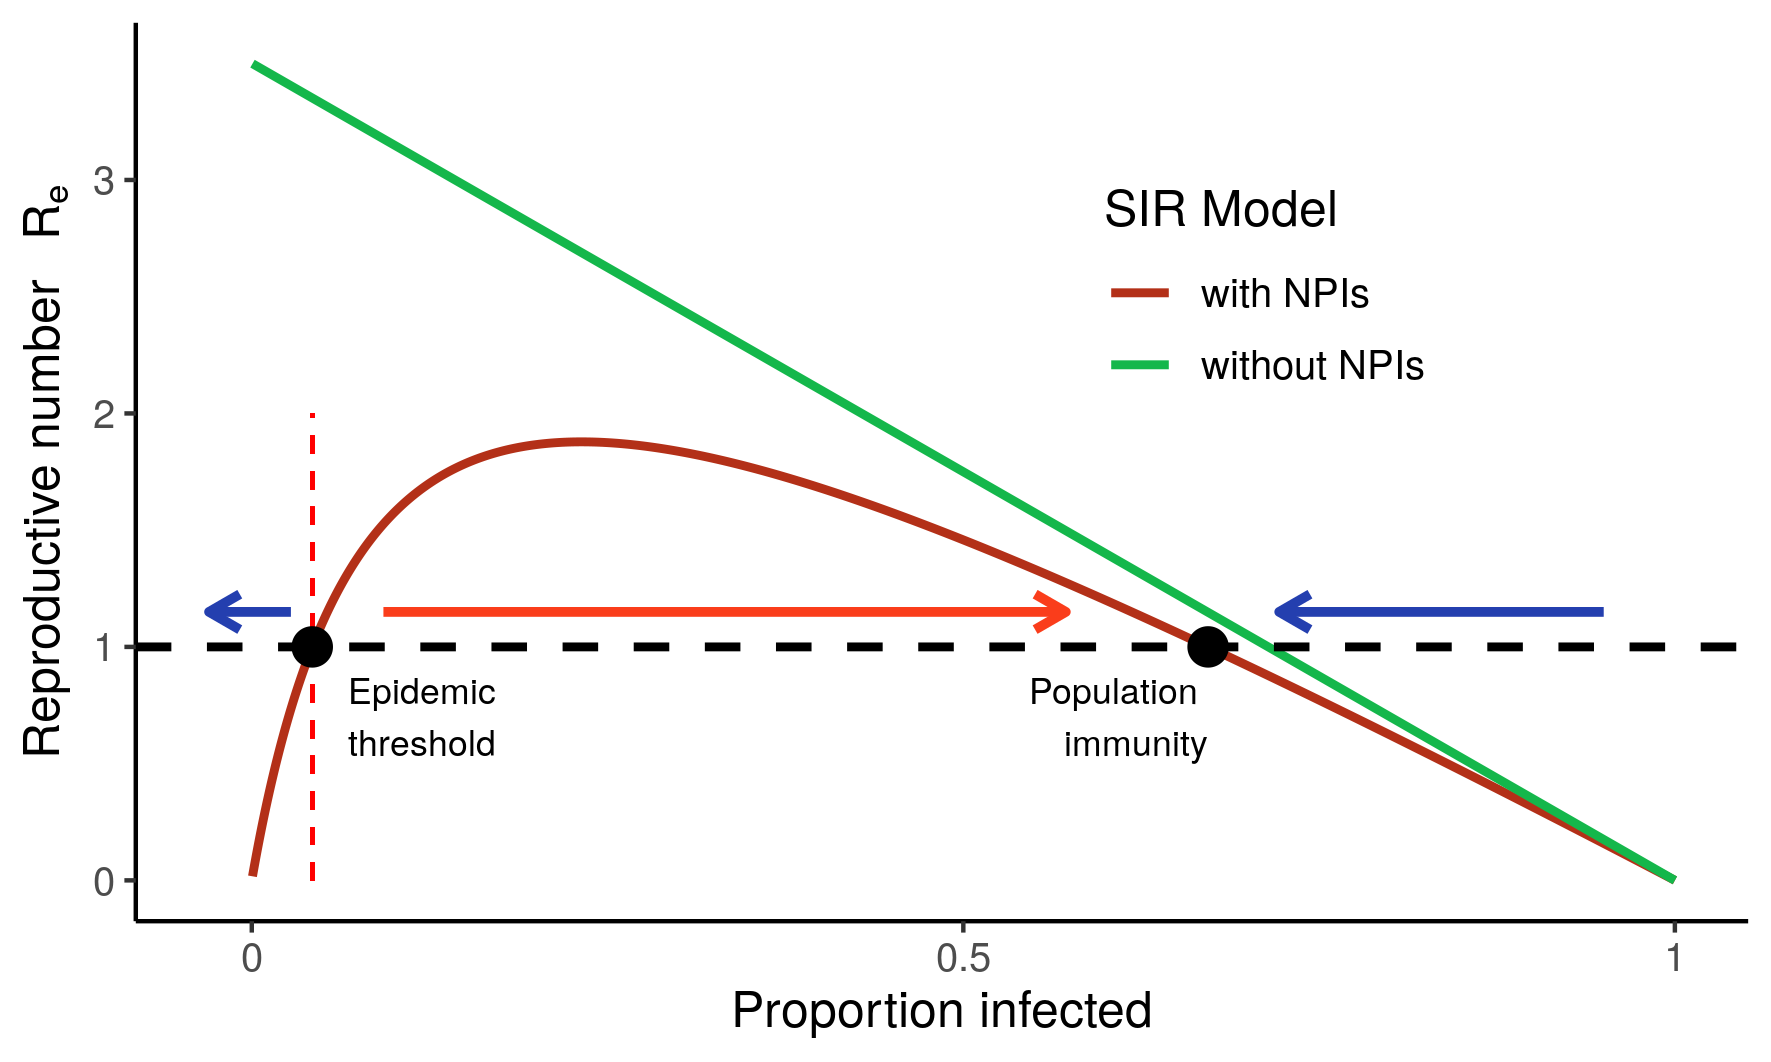 Reproductive number Re
3
2
1
0
SIR Model
with NPIs
without NPIs
Epidemic
threshold
Population
immunity
0
0.5
1
Proportion infected